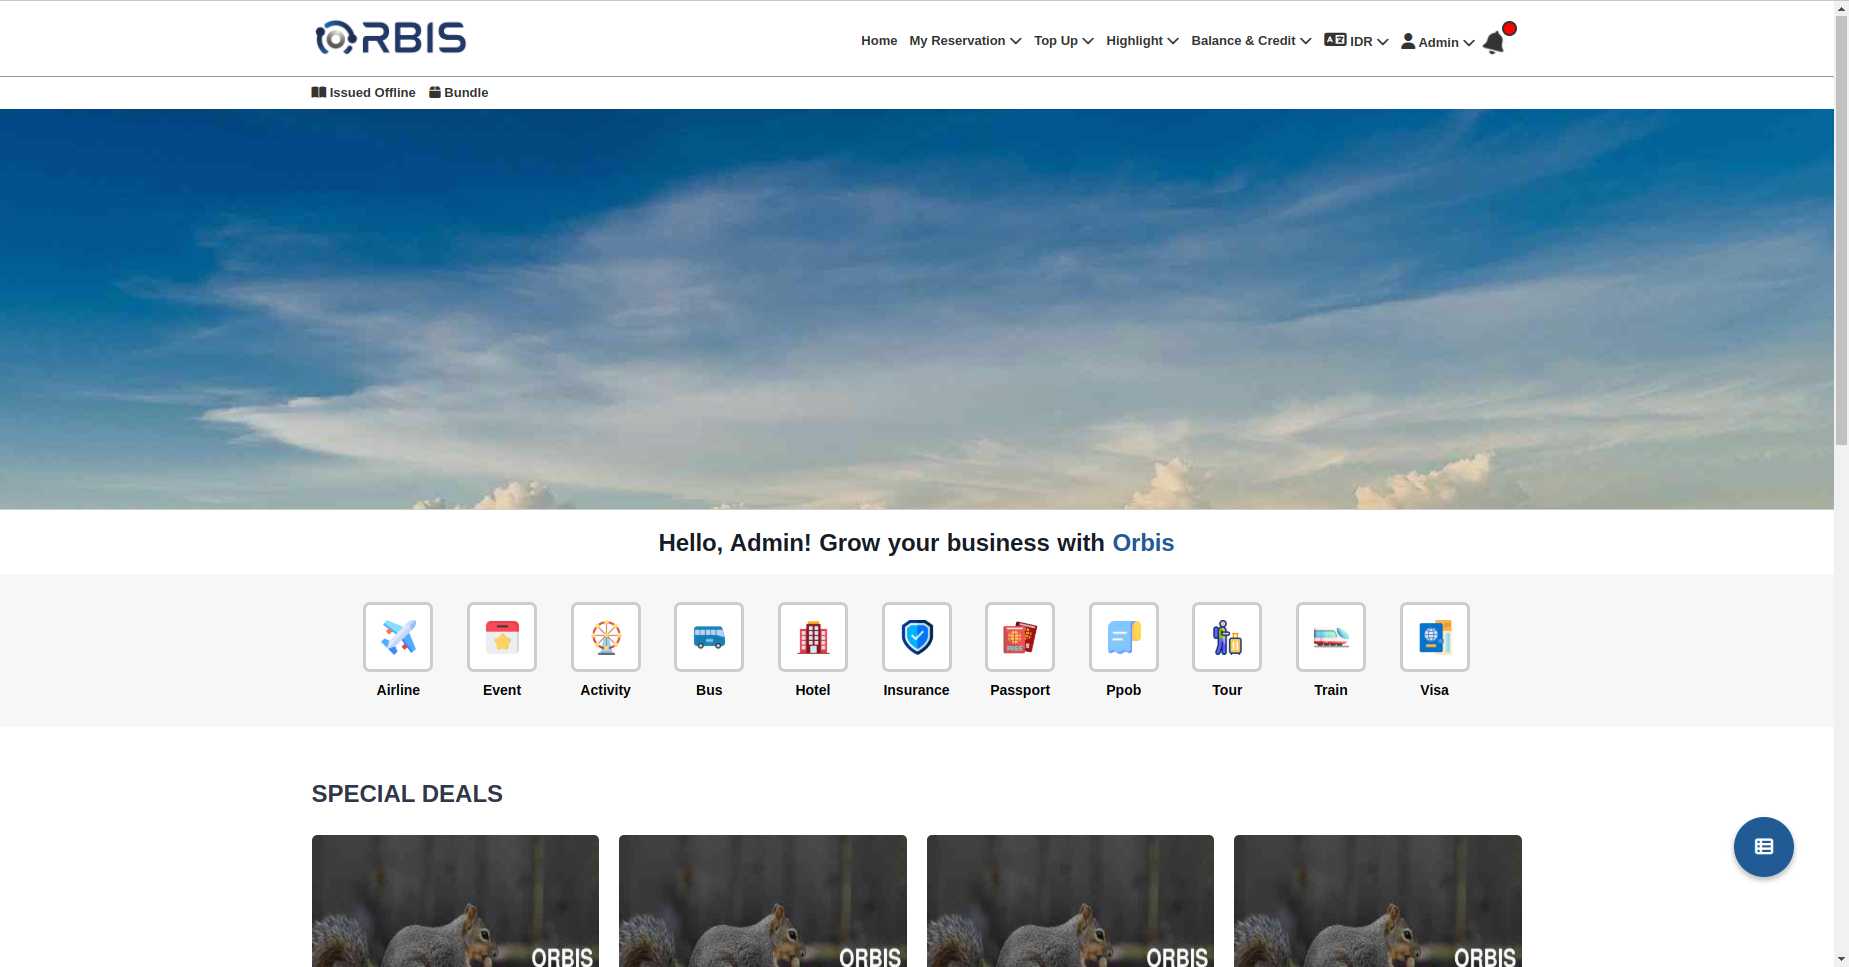 ORBIS
Home My Reservation Top Up Highlight Balance & Credit IDR Admin
Issued Offline Bundle
Hello, Admin! Grow your business with Orbis
Airline Event Activity Bus Hotel Insurance Passport Ppob Tour Train Visa
SPECIAL DEALS
ORBIS ORBIS ORBIS ORBIS